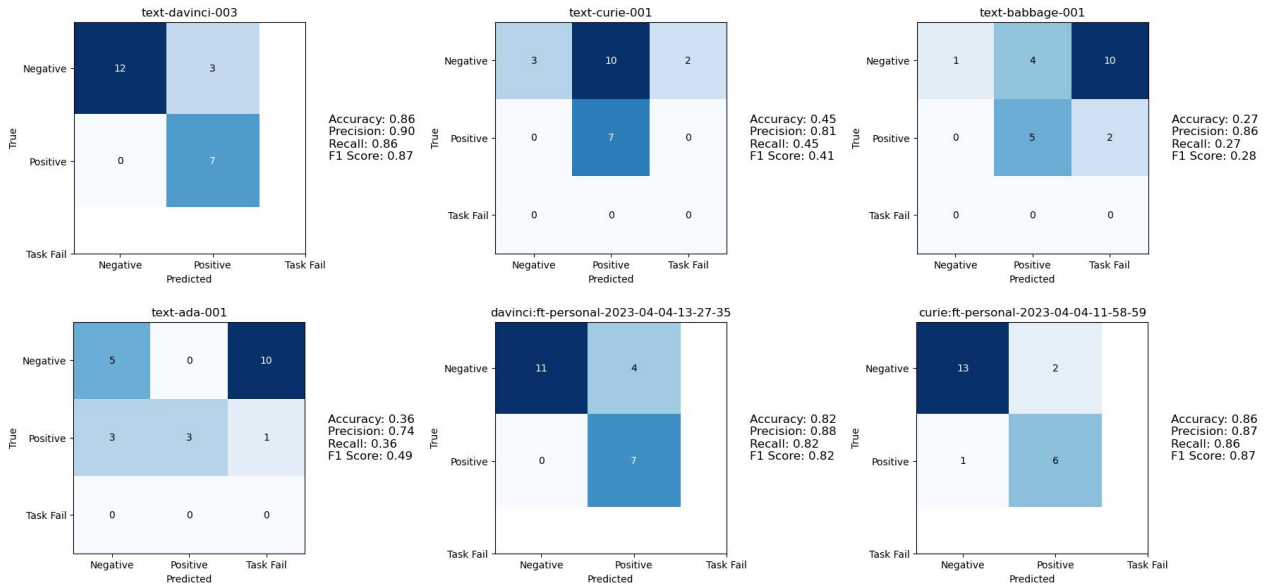 text-davinci-003
Negative
12
3
Positive
0
7
Task Fail
True
Negative
Positive
Task Fail
Predicted
Accuracy: 0.86
Precision: 0.90
Recall: 0.86
F1 Score: 0.87
text-curie-001
Negative
3
10
2
Positive
0
7
0
Task Fail
0
0
0
True
Negative
Positive
Task Fail
Predicted
Accuracy: 0.45
Precision: 0.81
Recall: 0.45
F1 Score: 0.41
text-babbage-001
Negative
1
4
10
Positive
0
5
2
Task Fail
0
0
0
True
Negative
Positive
Task Fail
Predicted
Accuracy: 0.27
Precision: 0.86
Recall: 0.27
F1 Score: 0.28
text-ada-001
Negative
5
0
10
Positive
3
3
1
Task Fail
0
0
0
True
Negative
Positive
Task Fail
Predicted
Accuracy: 0.36
Precision: 0.74
Recall: 0.36
F1 Score: 0.49
davinci:ft-personal-2023-04-04-13-27-35
Negative
11
4
Positive
0
7
Task Fail
True
Negative
Positive
Task Fail
Predicted
Accuracy: 0.82
Precision: 0.88
Recall: 0.82
F1 Score: 0.82
curie:ft-personal-2023-04-04-11-58-59
Negative
13
2
Positive
1
6
Task Fail
True
Negative
Positive
Task Fail
Predicted
Accuracy: 0.86
Precision: 0.87
Recall: 0.86
F1 Score: 0.87